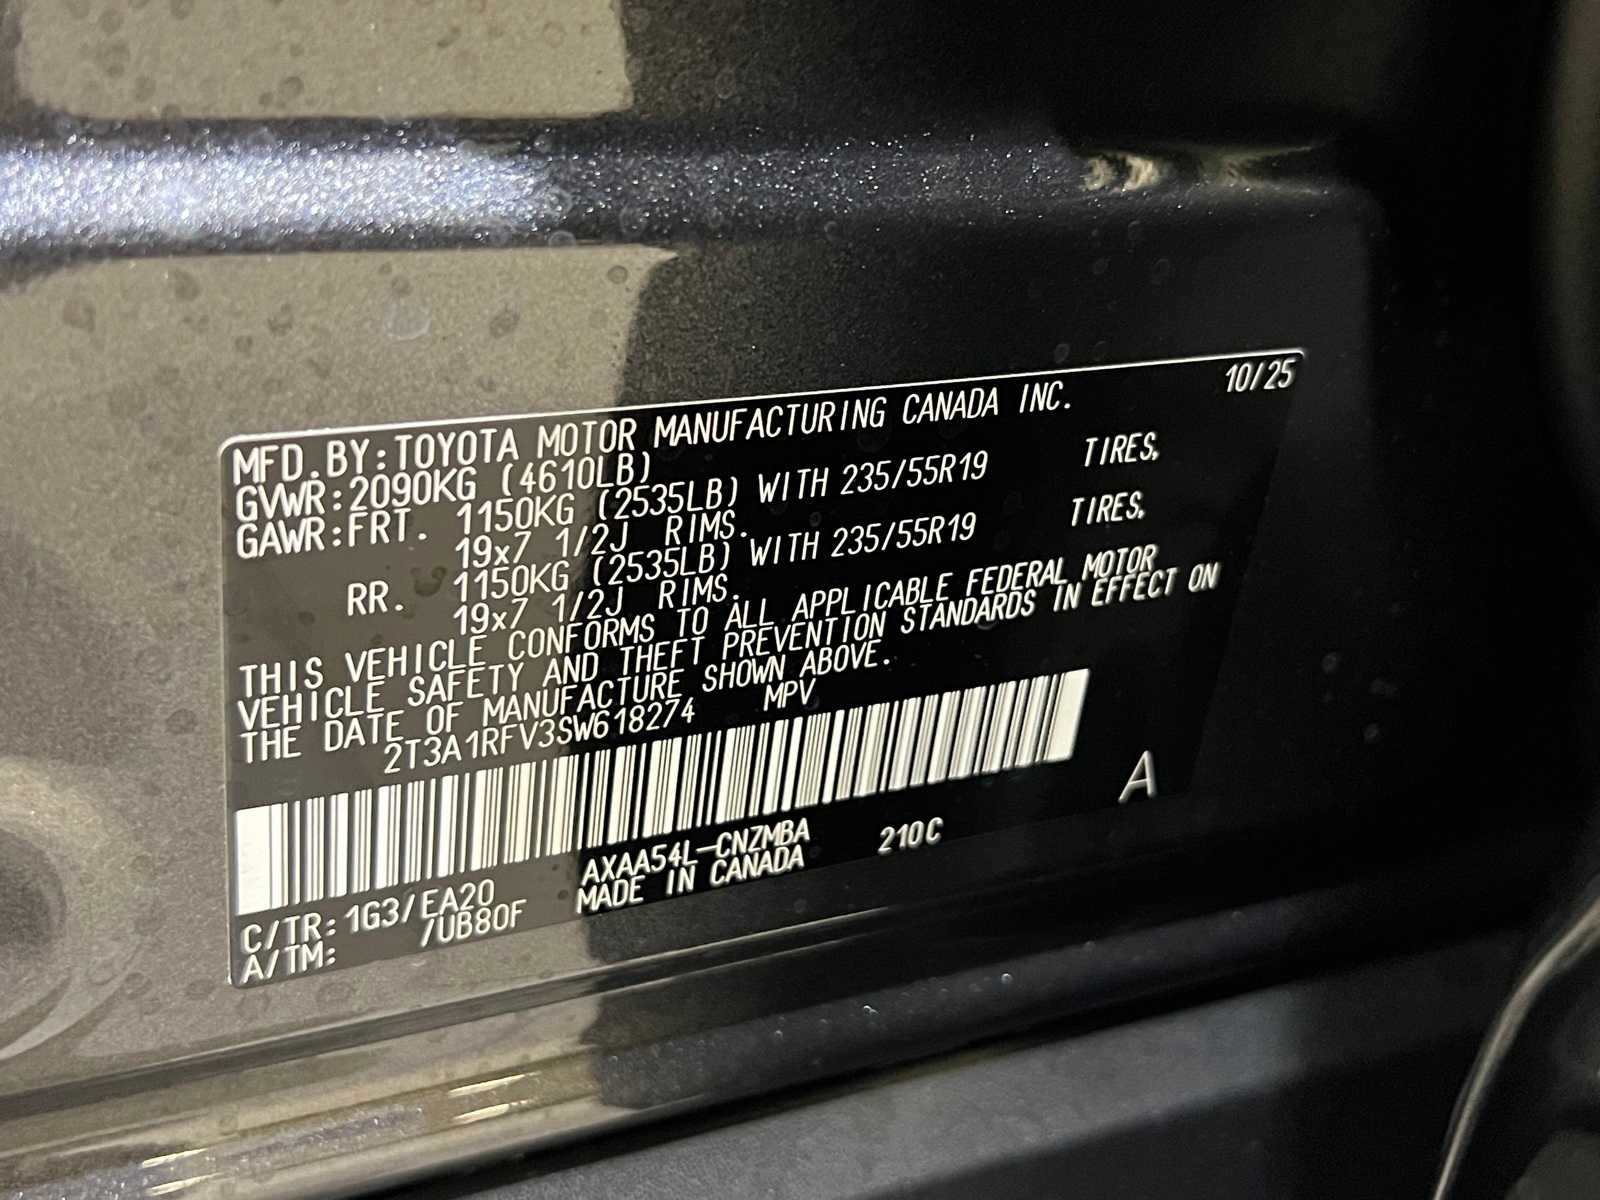 10/25
MFD.BY:TOYOTA MOTOR MANUFACTURING CANADA INC.
GVWR:2090KG (4610LB)
GAWR:FRT. 1150KG (2535LB) WITH 235/55R19 TIRES,
19x7 1/2J RIMS.
RR. 1150KG (2535LB) WITH 235/55R19 TIRES,
19x7 1/2J RIMS.
THIS VEHICLE CONFORMS TO ALL APPLICABLE FEDERAL MOTOR
VEHICLE SAFETY AND THEFT PREVENTION STANDARDS IN EFFECT ON
THE DATE OF MANUFACTURE SHOWN ABOVE.
2T3A1RFV3SW618274 MPV
A
AXAA54L-CNZMBA 210C
MADE IN CANADA
C/TR:1G3/EA20
A/TM: /UB80F